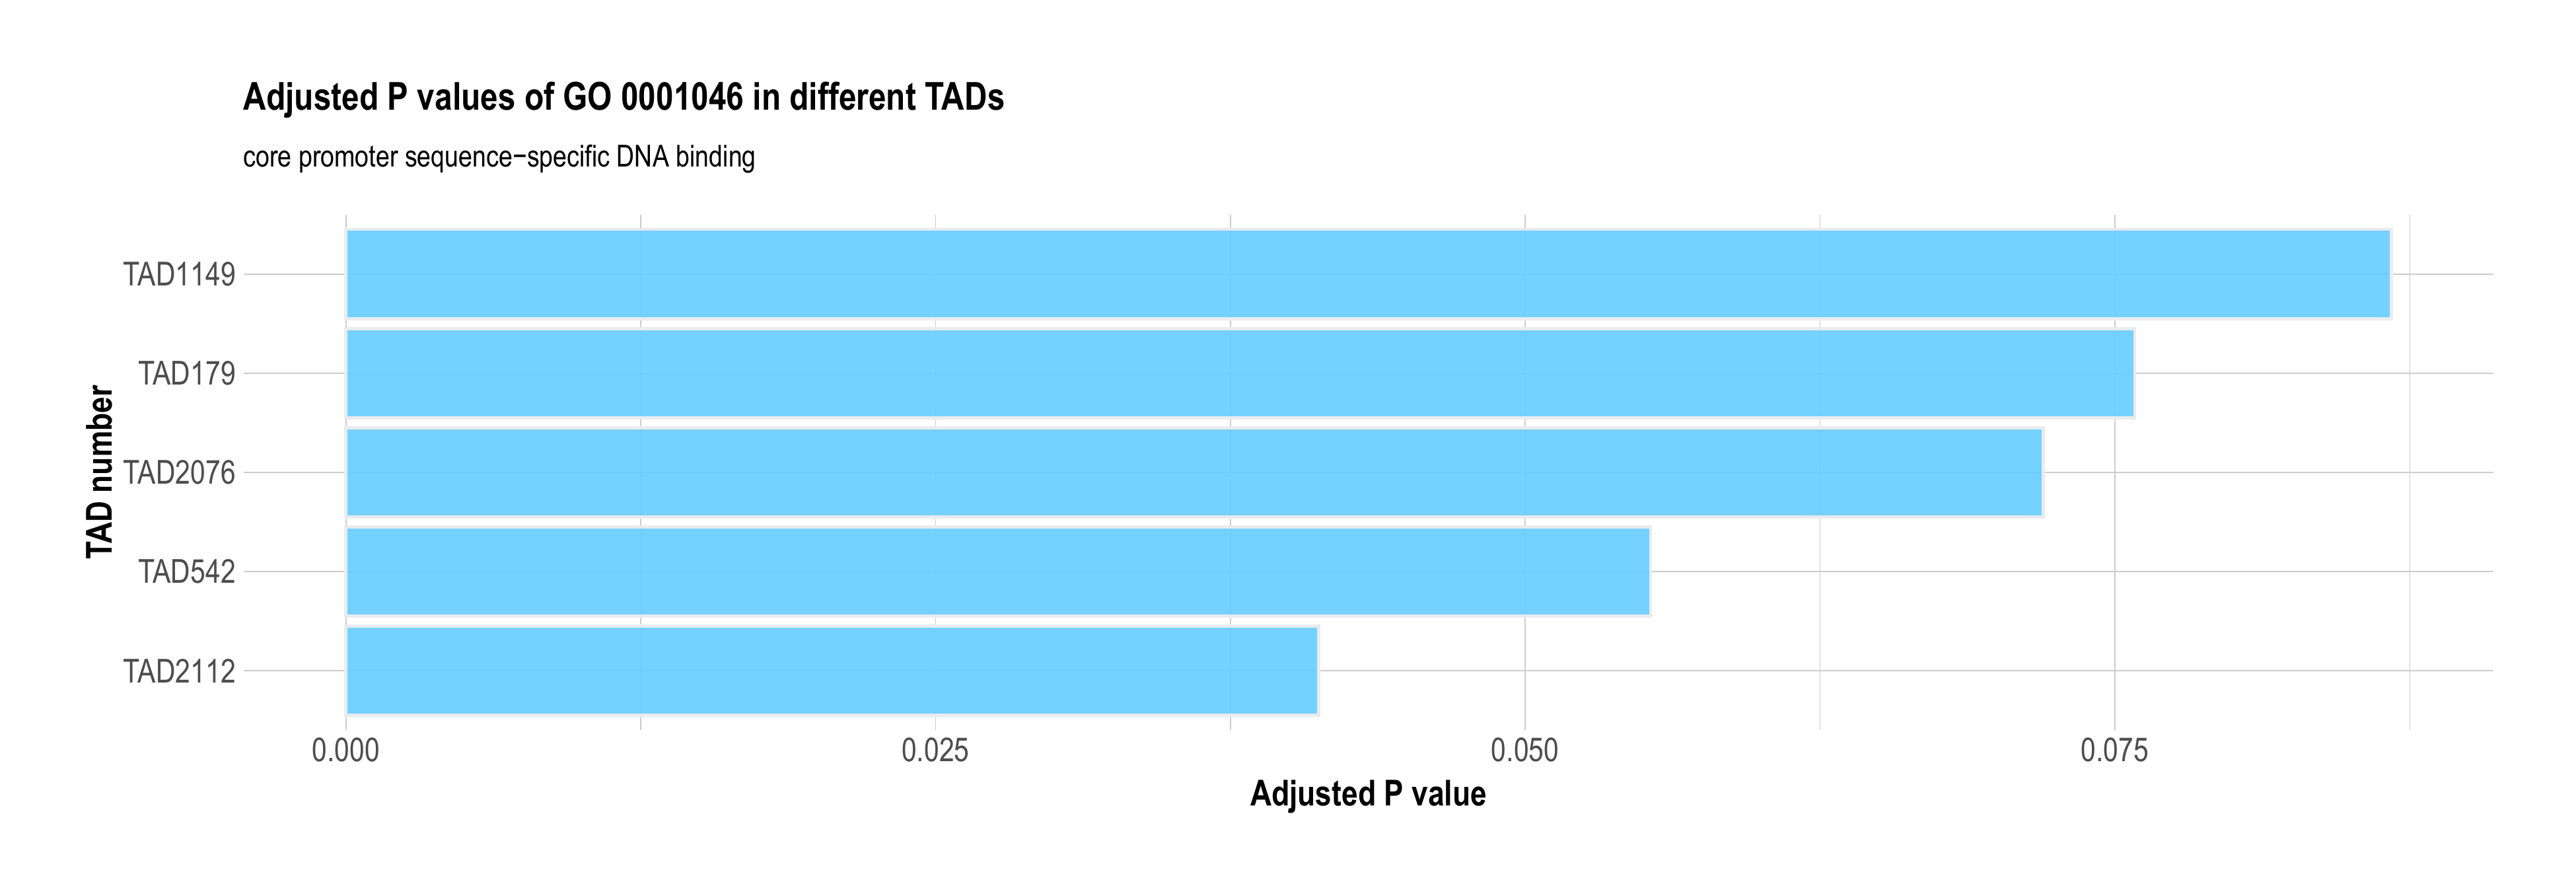 Adjusted P values of GO 0001046 in different TADs
core promoter sequence−specific DNA binding
TAD number
TAD1149
TAD179
TAD2076
TAD542
TAD2112
0.000 0.025 0.050 0.075
Adjusted P value